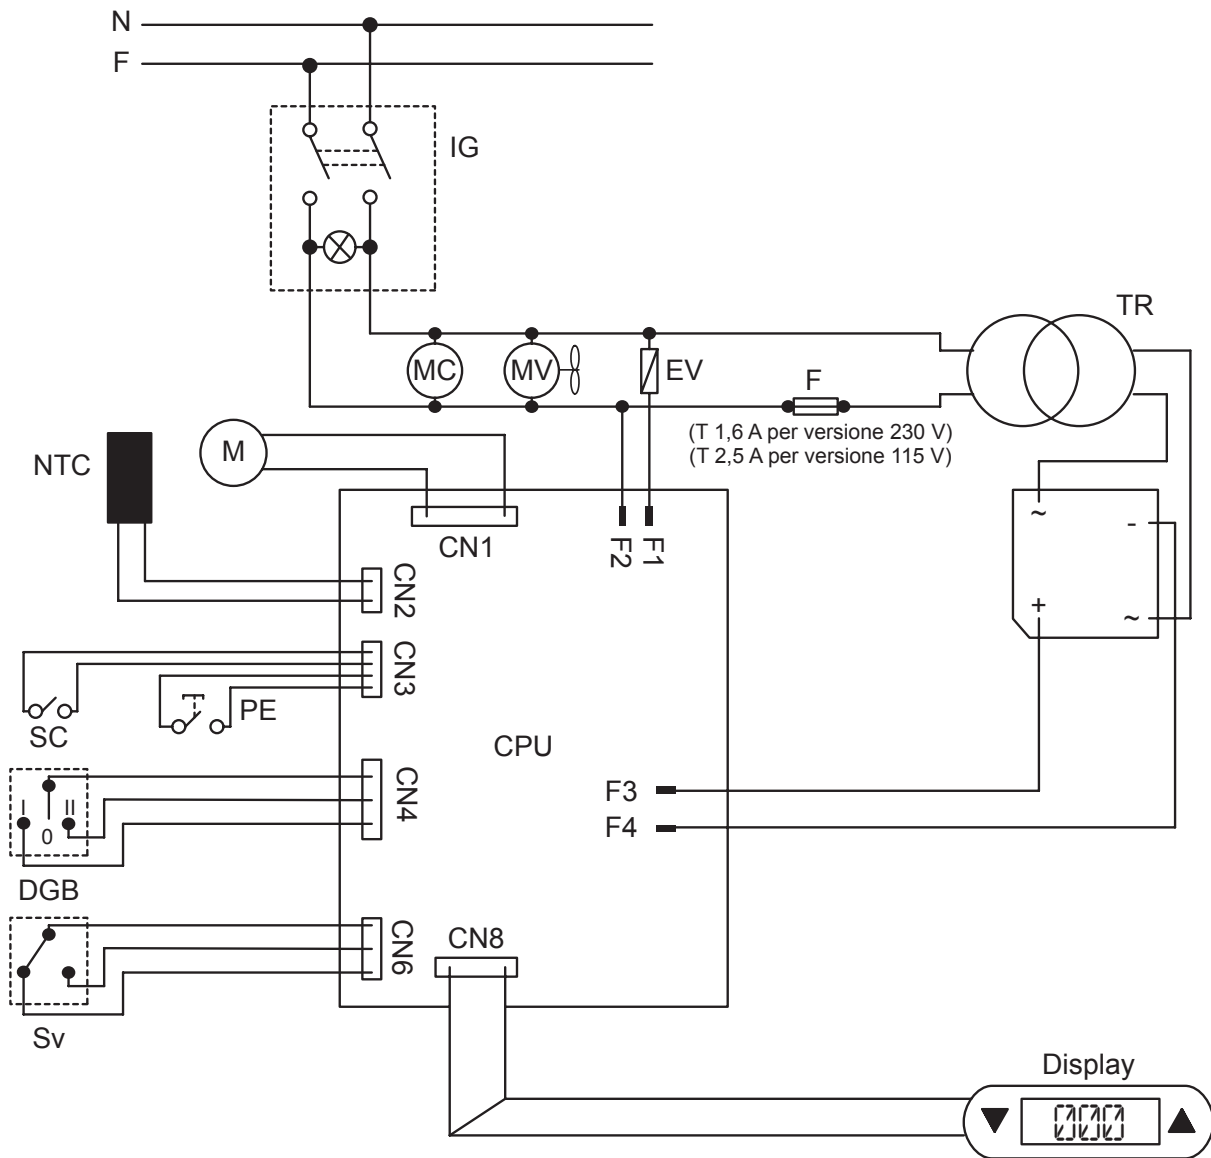 N
F
IG
TR
MC
MV
EV
F
(T 1,6 A per versione 230 V)
(T 2,5 A per versione 115 V)
M
NTC
~
-
+
~
CN1
F2
F1
CN2
CN3
SC
PE
CPU
I
0
II
CN4
F3
F4
DGB
CN6
CN8
Sv
Display
000